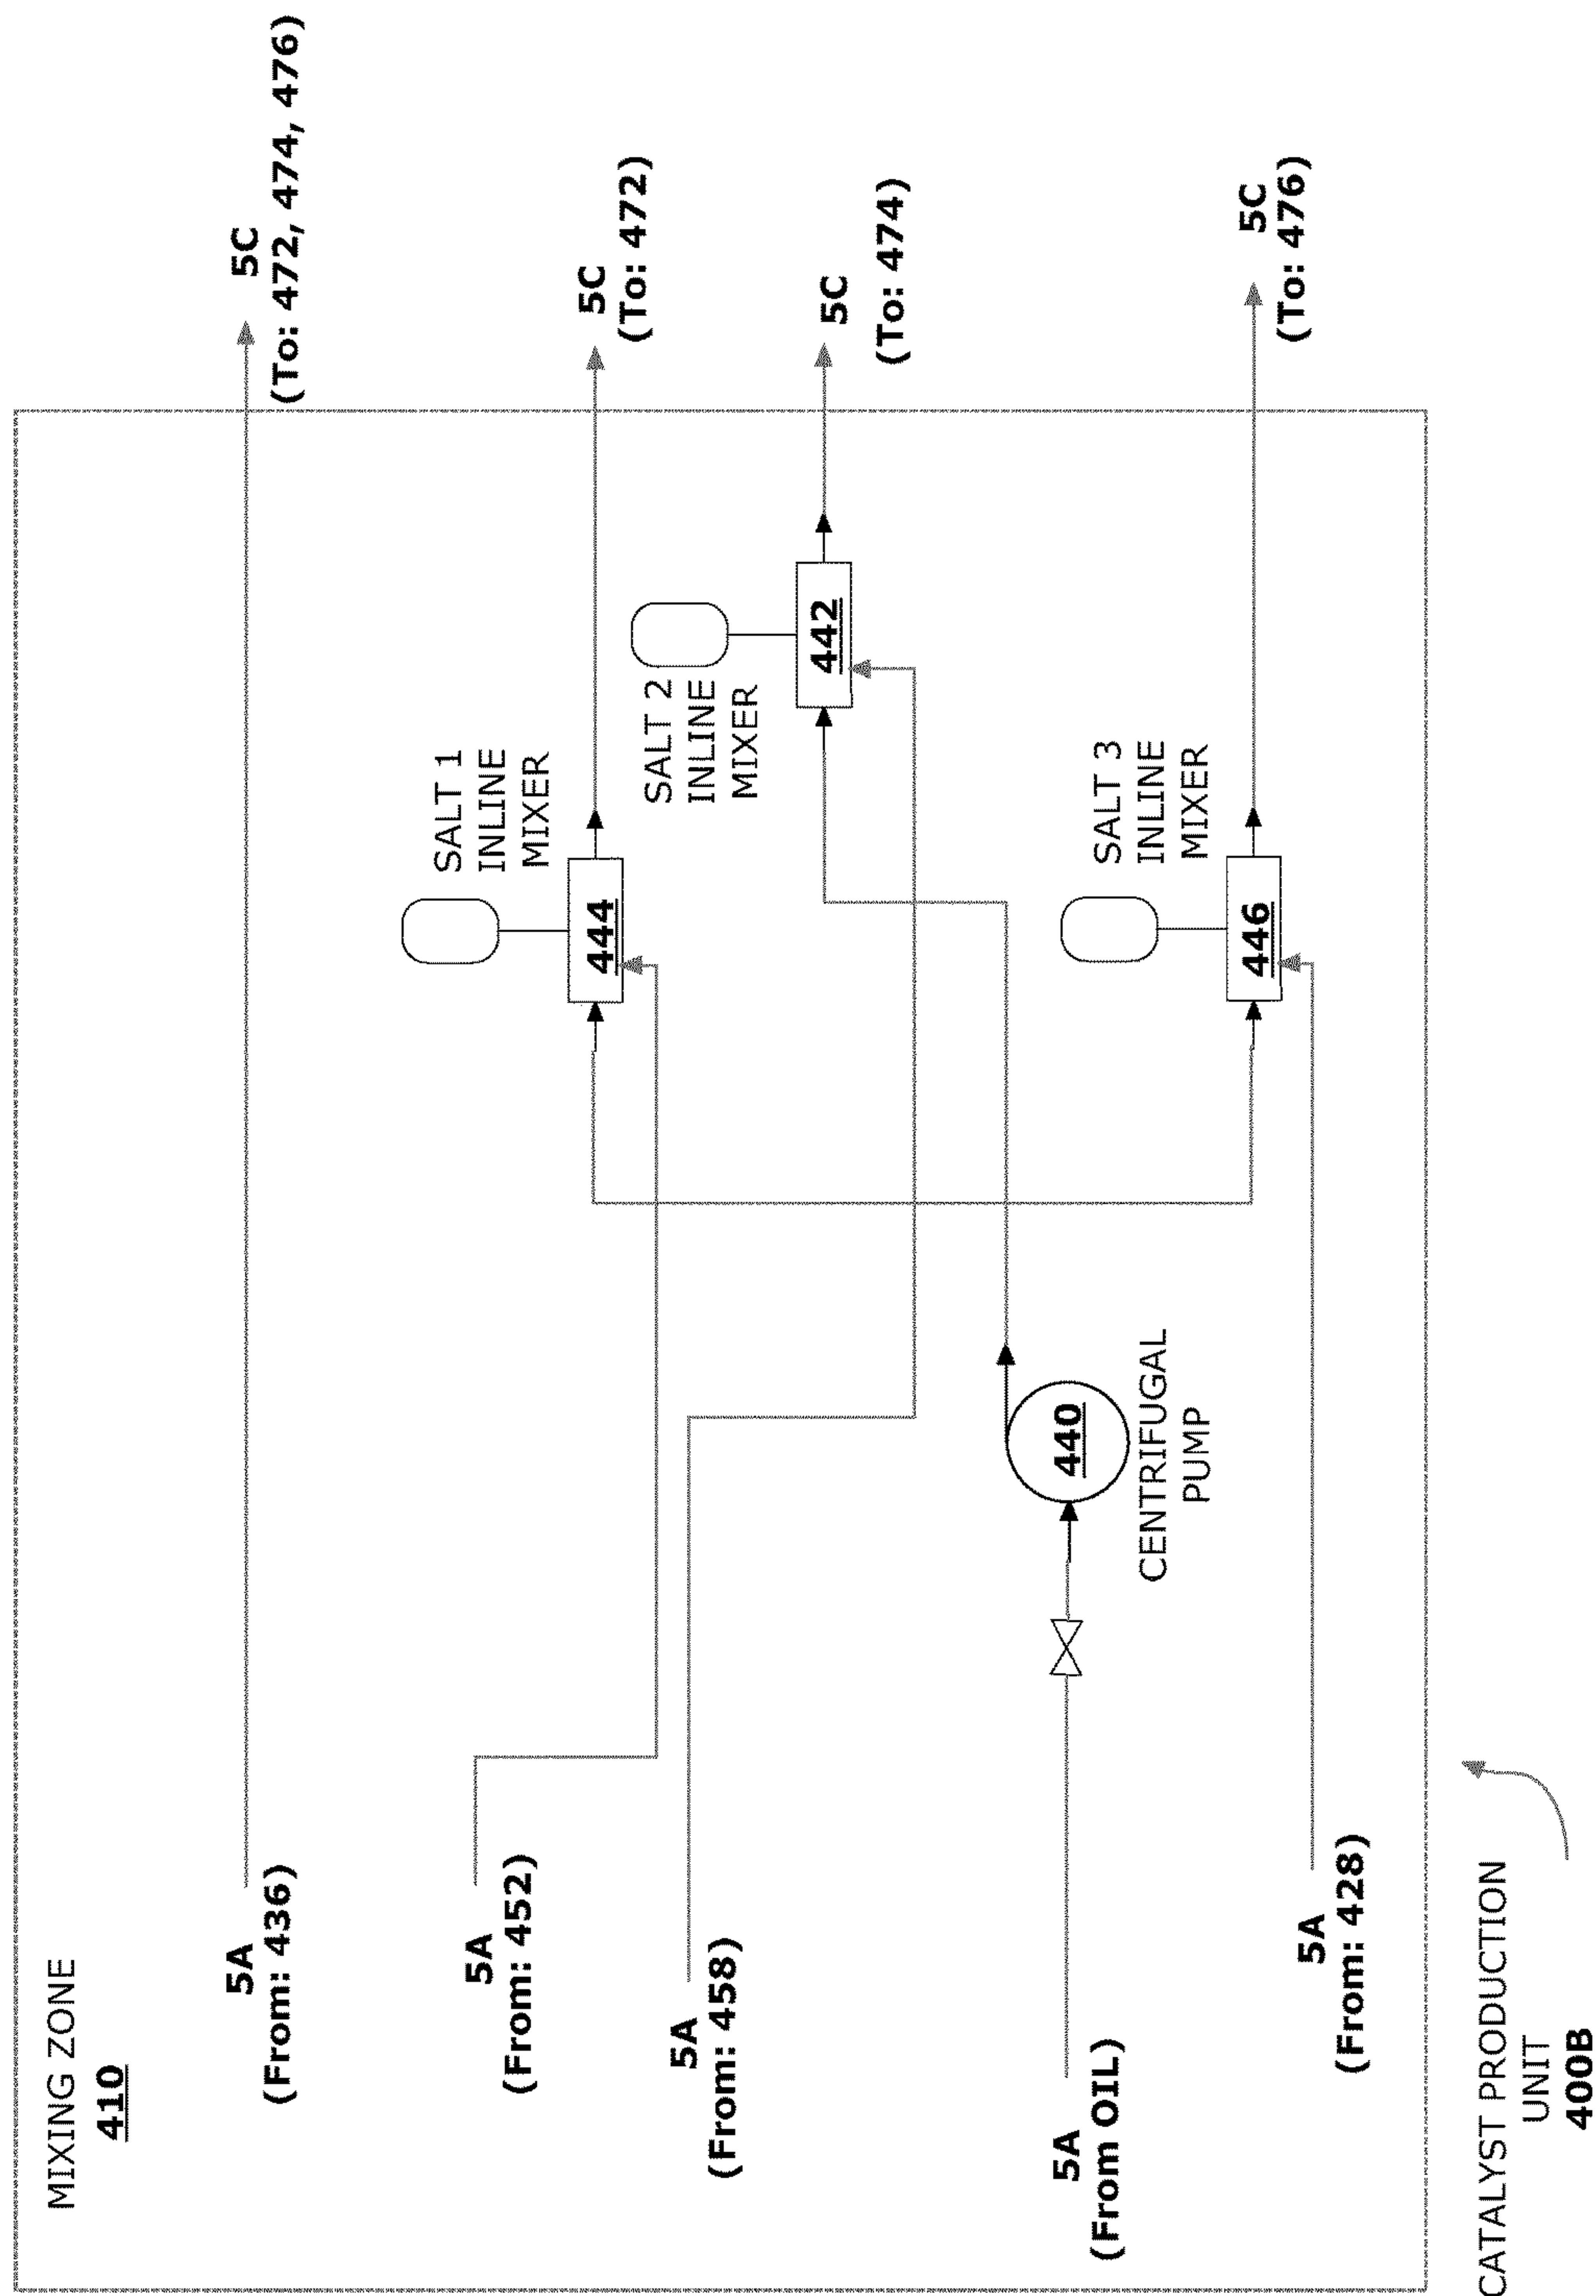 MIXING ZONE
410
5A
(From: 436)
5C
(To: 472, 474, 476)
5A
(From: 452)
SALT 1
INLINE
MIXER
444
5C
(To: 472)
5A
(From: 458)
SALT 2
INLINE
MIXER
442
5C
(To: 474)
5A
(From OIL)
440
CENTRIFUGAL
PUMP
SALT 3
INLINE
MIXER
446
5C
(To: 476)
5A
(From: 428)
CATALYST PRODUCTION
UNIT
400B